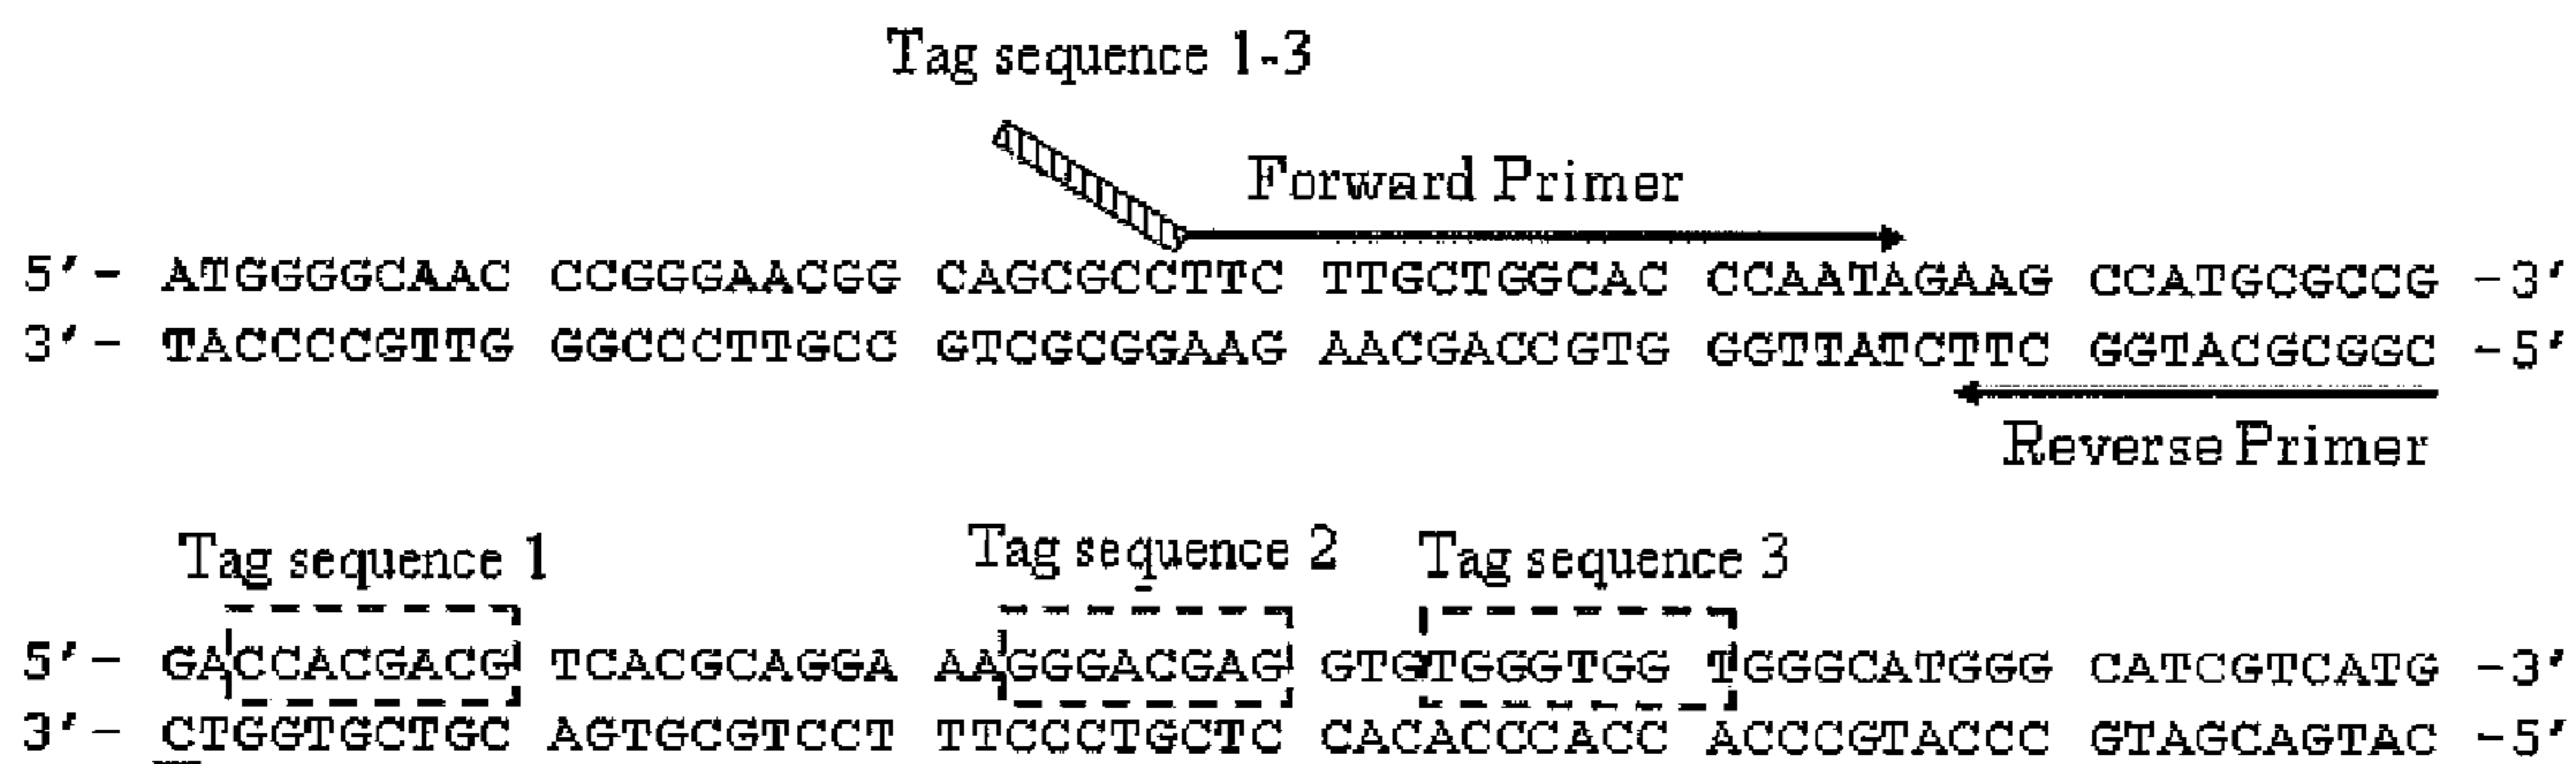 Tag sequence 1-3
Forward Primer
5'- ATGGGGCAAC CCGGGAACGG CAGCGCCTTC TTGCTGGCAC CCAATAGAAG CCATGCGCCG -3'
3'- TACCCCGTTG GGCCCTTGCC GTCGCGGAAG AACGACCGTG GGTTATCTTC GGTACGCGGC -5'
Reverse Primer
Tag sequence 1 Tag sequence 2 Tag sequence 3
5'- GACCACGACG TCACGCAGGA AAGGGACGAG GTGTGGGTGG TGGGCATGGG CATCGTCATG -3'
3'- CTGGTGCTGC AGTGCGTCCT TTCCCTGCTC CACACCCACC ACCCGTACCC GTAGCAGTAC -5'